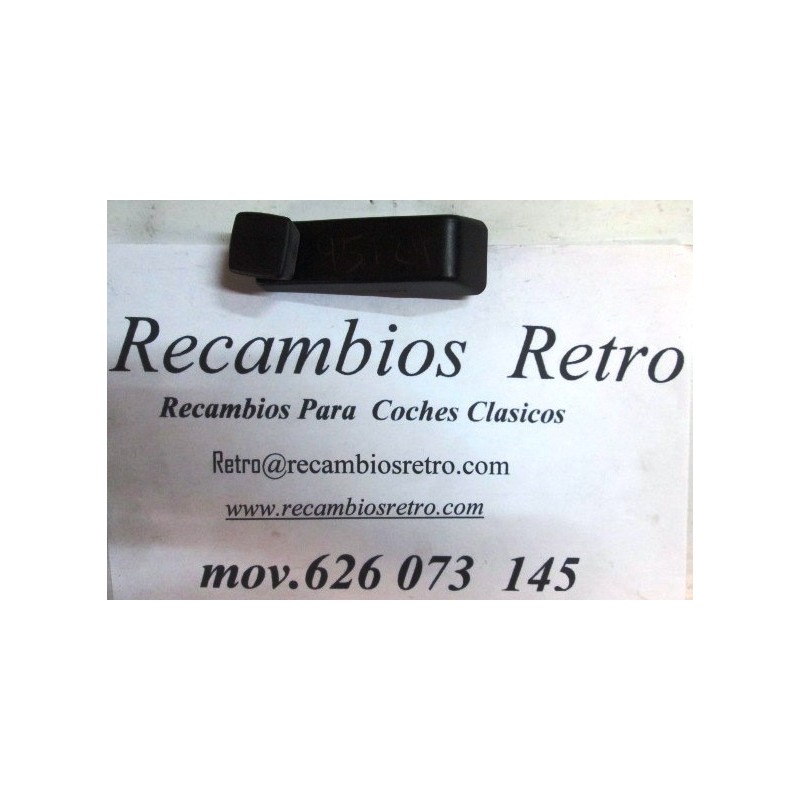 Recambios Retro
Recambios Para Coches Clasicos
Retro@recambiosretro.com
www.recambiosretro.com
mov.626 073 145